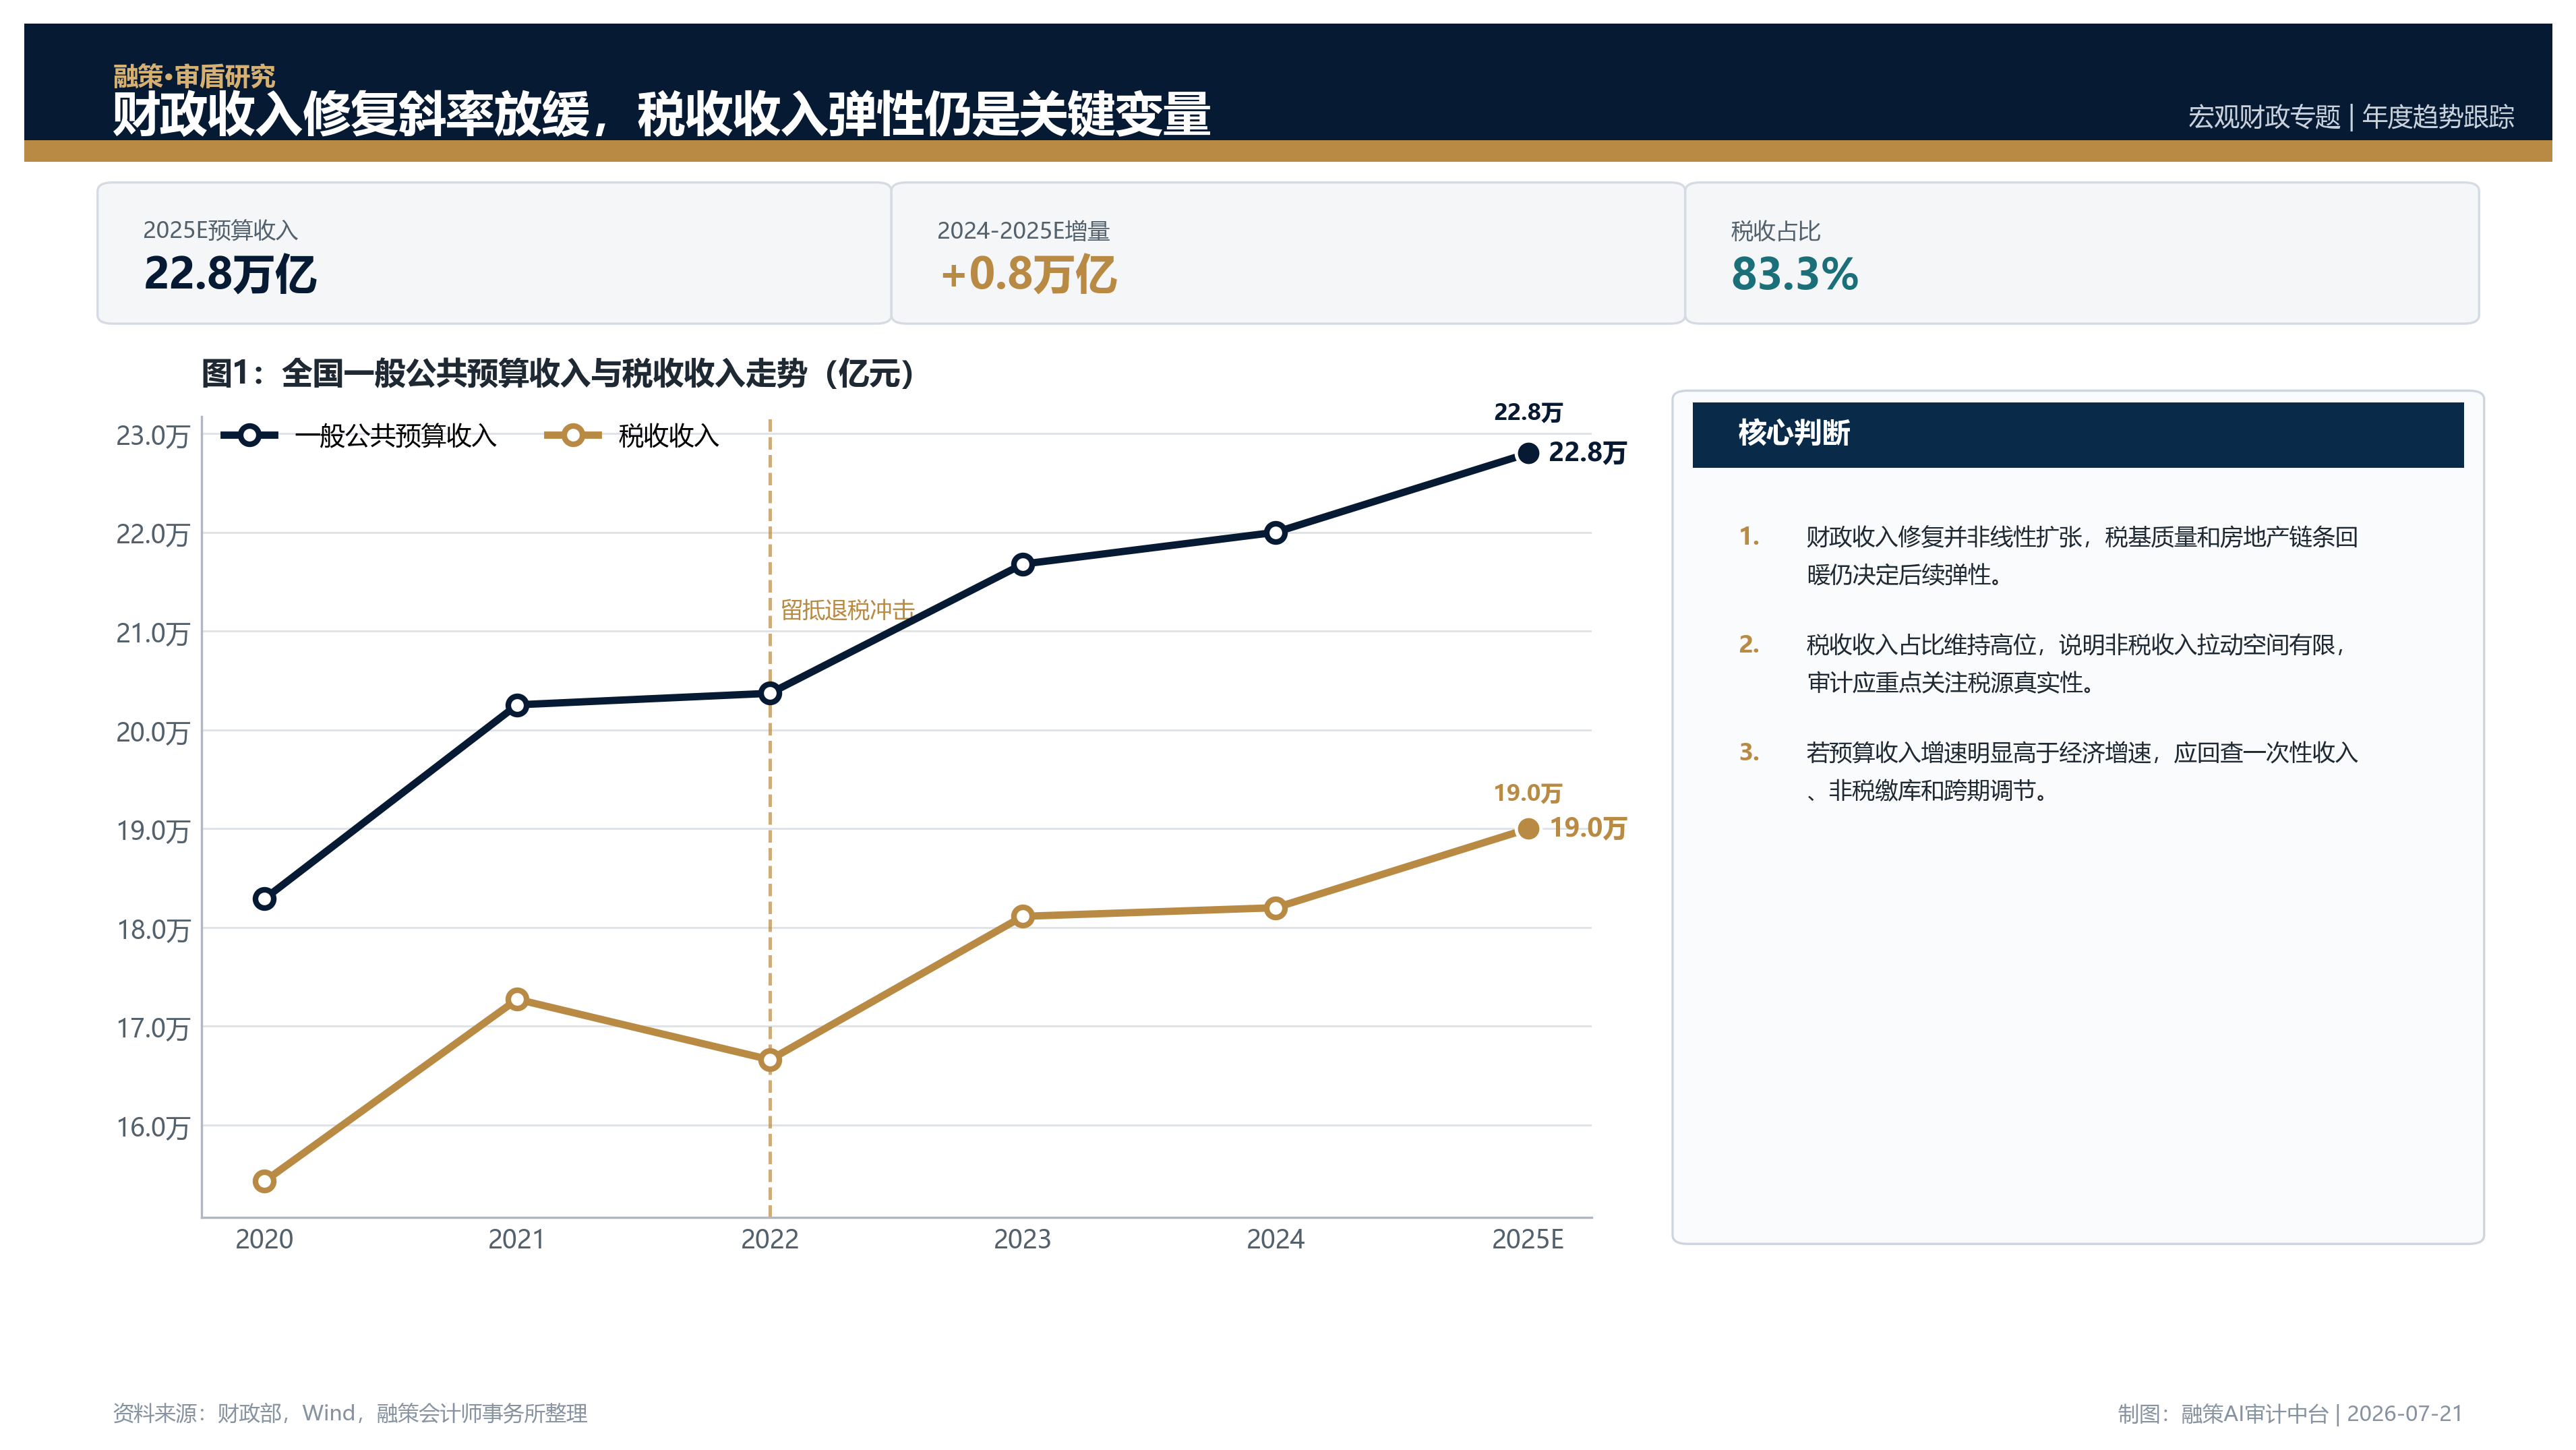 融策·审盾研究
财政收入修复斜率放缓，税收收入弹性仍是关键变量
宏观财政专题 | 年度趋势跟踪
2025E预算收入
22.8万亿
2024-2025E增量
+0.8万亿
税收占比
83.3%
图1：全国一般公共预算收入与税收收入走势（亿元）
一般公共预算收入
税收收入
23.0万
22.0万
21.0万
20.0万
19.0万
18.0万
17.0万
16.0万
留抵退税冲击
22.8万
22.8万
19.0万
19.0万
2020
2021
2022
2023
2024
2025E
核心判断
1. 财政收入修复并非线性扩张，税基质量和房地产链条回
暖仍决定后续弹性。
2. 税收收入占比维持高位，说明非税收入拉动空间有限，
审计应重点关注税源真实性。
3. 若预算收入增速明显高于经济增速，应回查一次性收入
、非税缴库和跨期调节。
资料来源：财政部，Wind，融策会计师事务所整理
制图：融策AI审计中台 | 2026-07-21